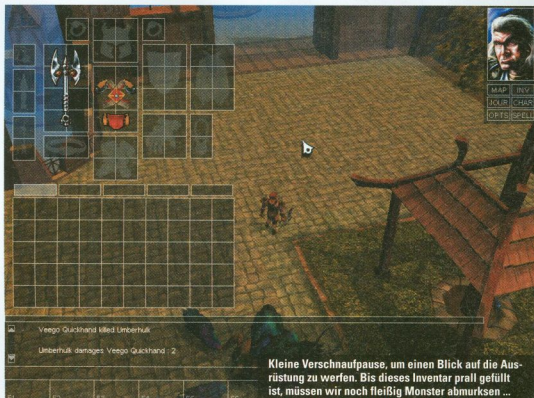 MAP INV
JOUR CHAR
OPTS SPELL
Veego Quickhand killed Umberhulk
Umberhulk damages Veego Quickhand : 2
Kleine Verschnaufpause, um einen Blick auf die Aus-
rüstung zu werfen. Bis dieses Inventar prall gefüllt
ist, müssen wir noch fleißig Monster abmurksen ...